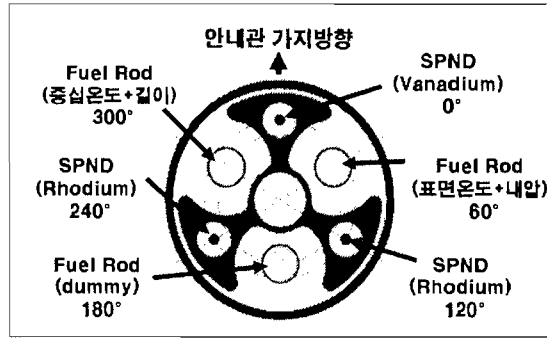 안내관 가지방향
SPND
(Vanadium)
0°
Fuel Rod
(중심온도+길이)
300°
SPND
(Rhodium)
240°
Fuel Rod
(표면온도+내압)
60°
Fuel Rod
(dummy)
180°
SPND
(Rhodium)
120°